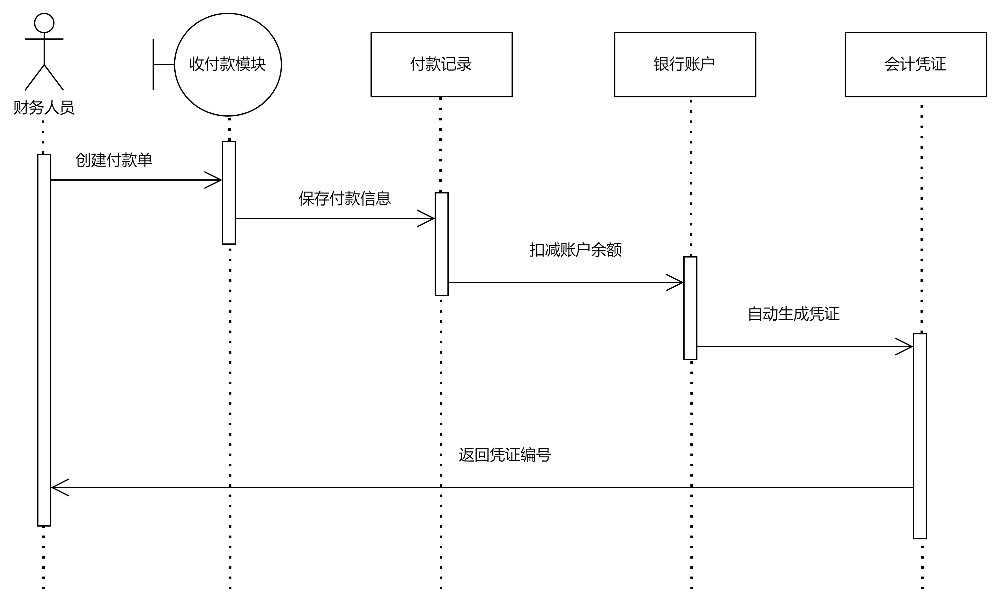 收付款模块
付款记录
银行账户
会计凭证
财务人员
创建付款单
保存付款信息
扣减账户余额
自动生成凭证
返回凭证编号